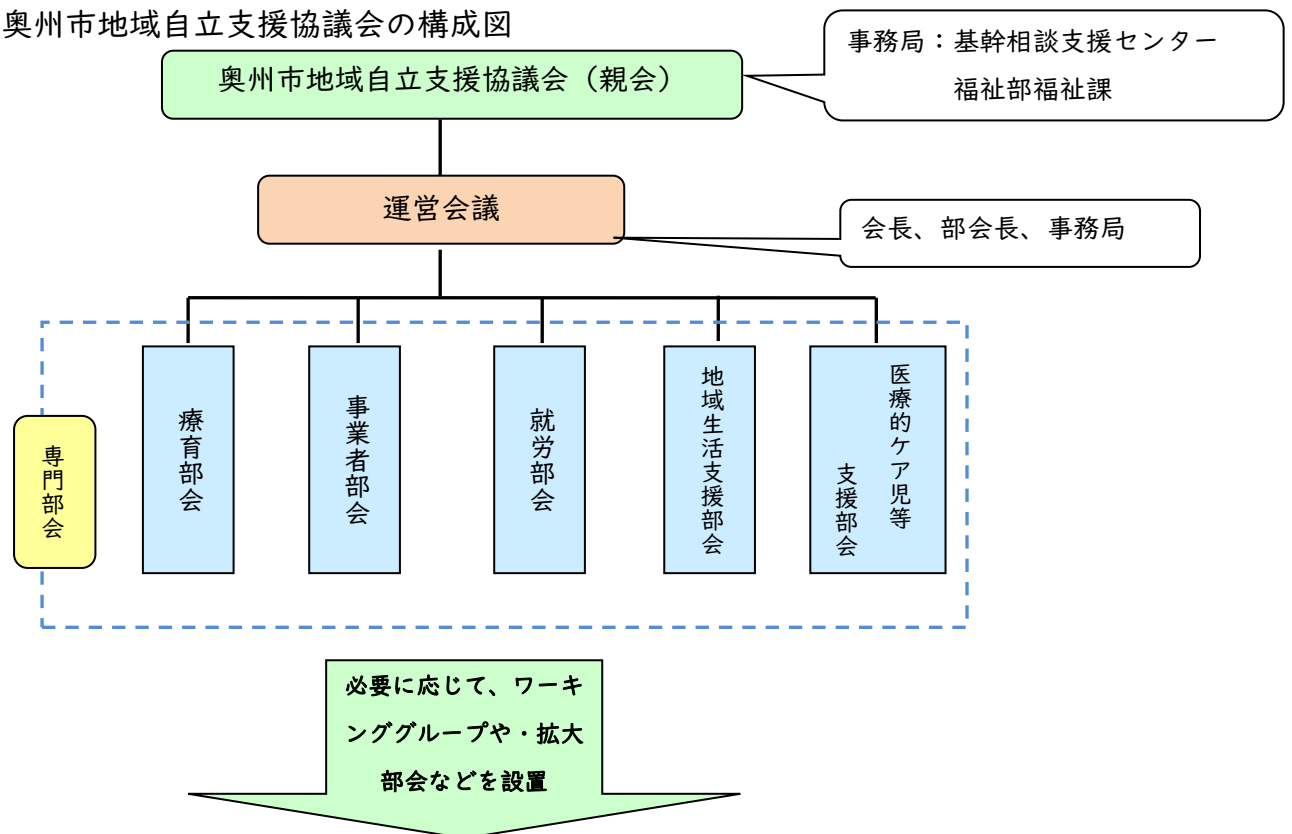 奥州市地域自立支援協議会の構成図
奥州市地域自立支援協議会（親会）
事務局：基幹相談支援センター
福祉部福祉課
運営会議
会長、部会長、事務局
専門部会
療育部会
事業者部会
就労部会
地域生活支援部会
医療的ケア児等
支援部会
必要に応じて、ワーキ
ンググループや・拡大
部会などを設置